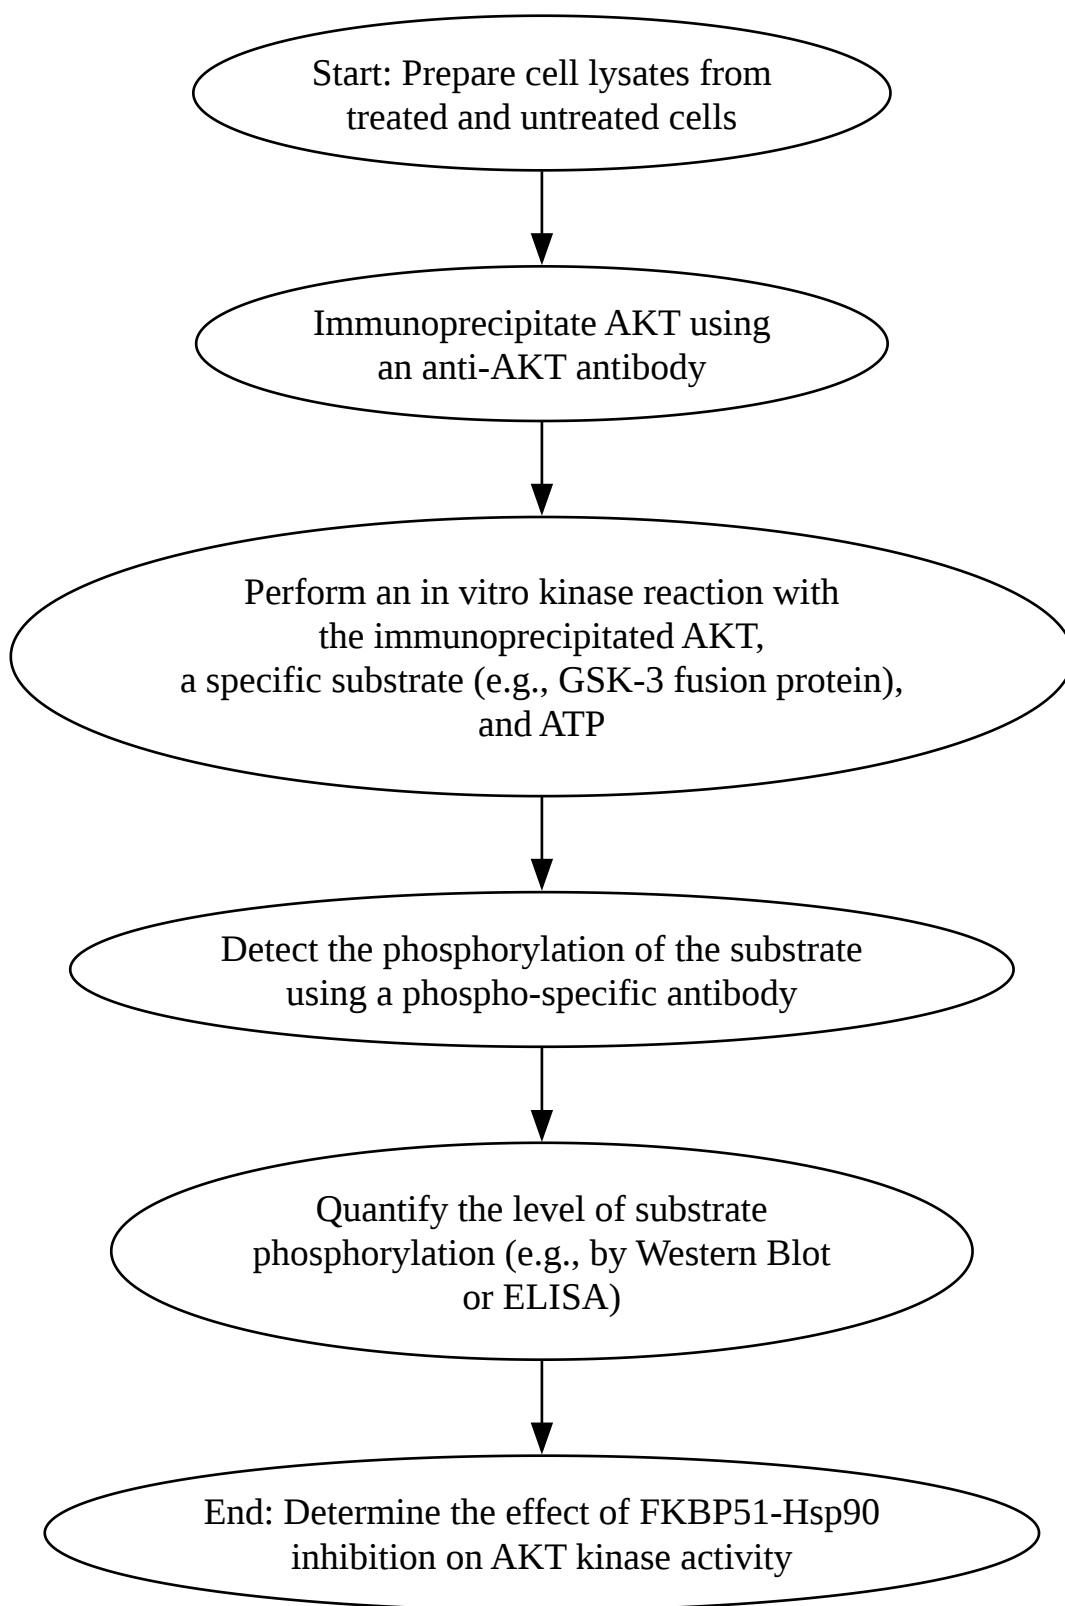 Start: Prepare cell lysates from
treated and untreated cells
Immunoprecipitate AKT using
an anti-AKT antibody
Perform an in vitro kinase reaction with
the immunoprecipitated AKT,
a specific substrate (e.g., GSK-3 fusion protein),
and ATP
Detect the phosphorylation of the substrate
using a phospho-specific antibody
Quantify the level of substrate
phosphorylation (e.g., by Western Blot
or ELISA)
End: Determine the effect of FKBP51-Hsp90
inhibition on AKT kinase activity